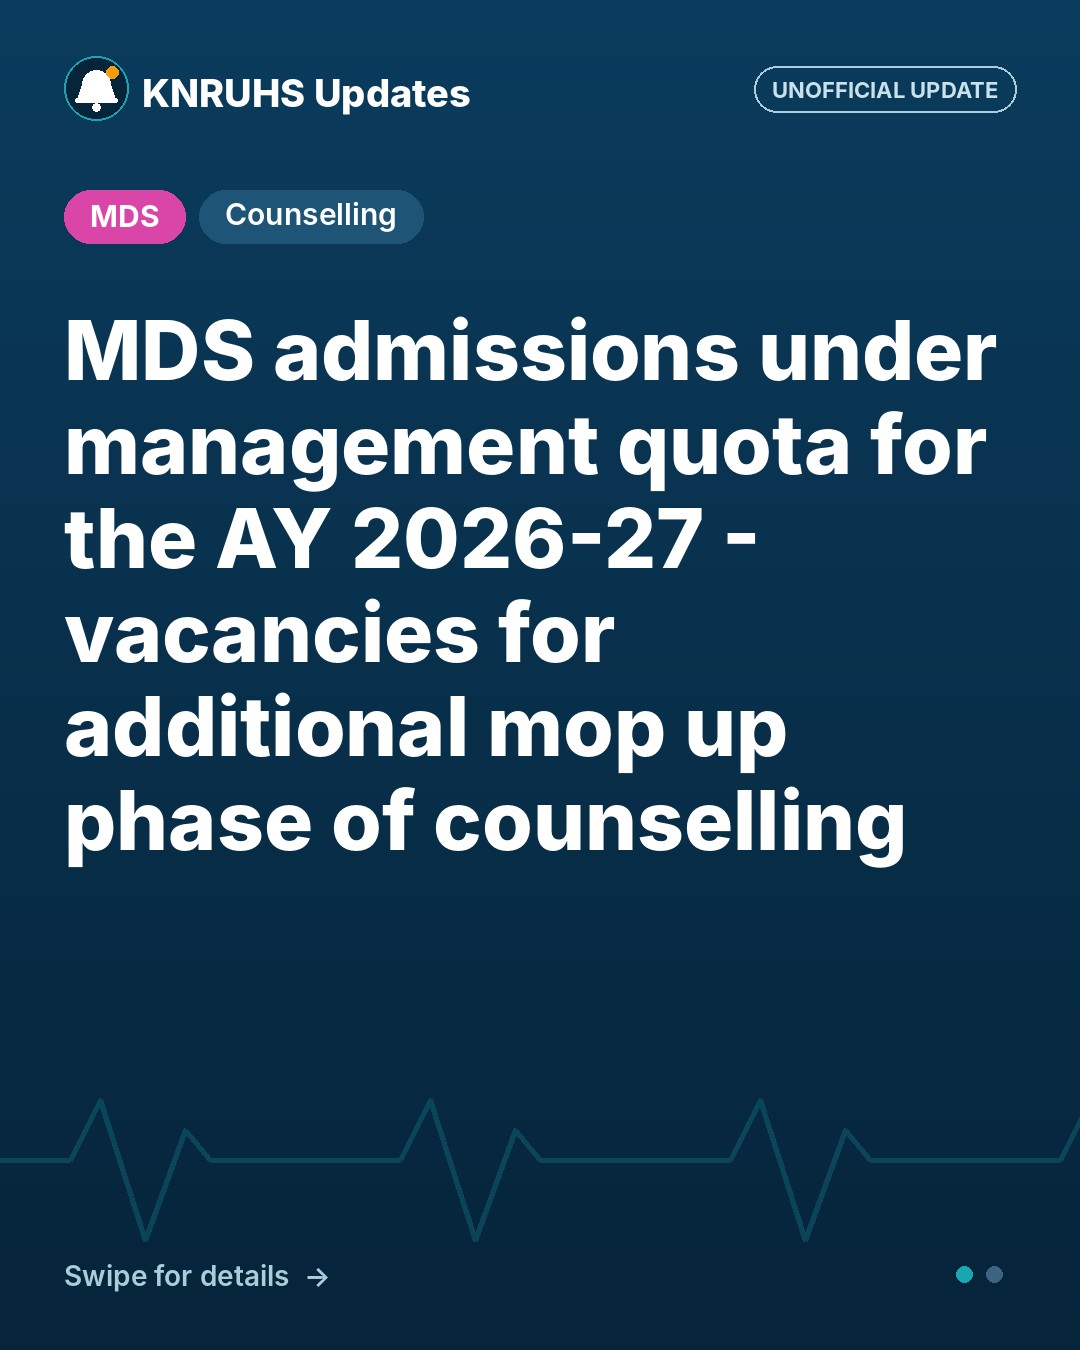 KNRUHS Updates
UNOFFICIAL UPDATE
MDS
Counselling
MDS admissions under
management quota for
the AY 2026-27 -
vacancies for
additional mop up
phase of counselling
Swipe for details →